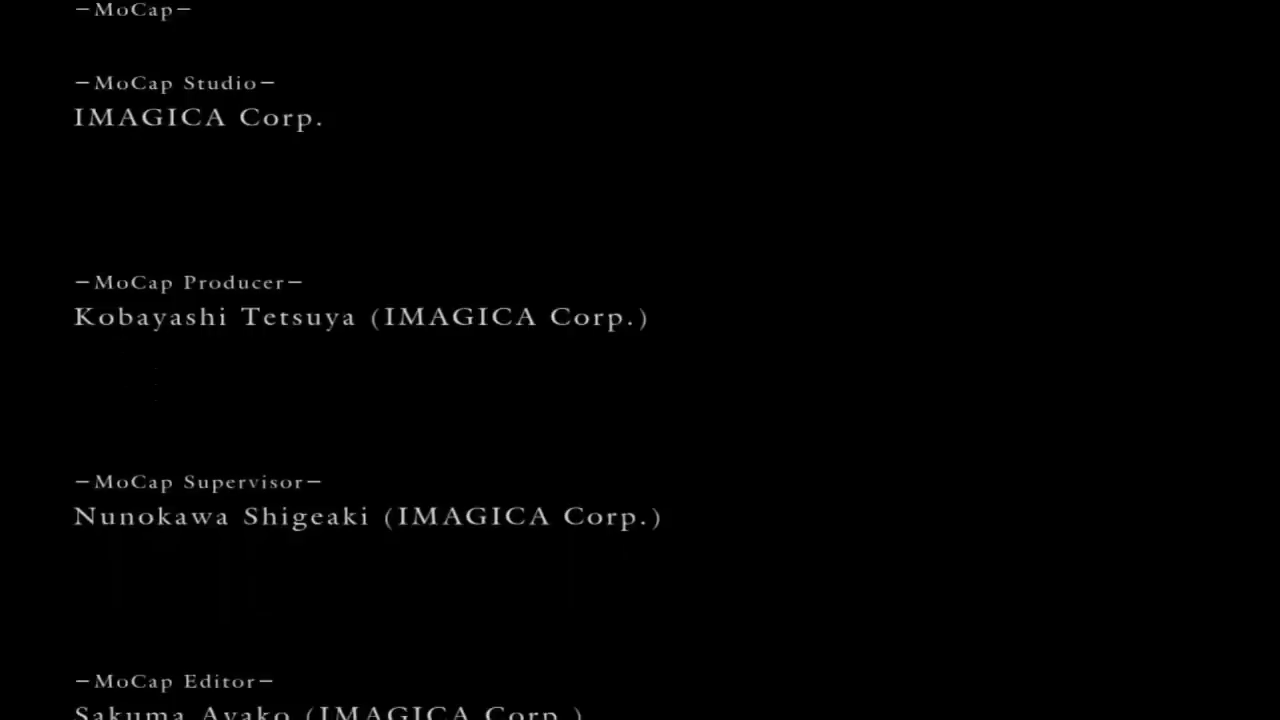 −MoCap−
−MoCap Studio−
IMAGICA Corp.
−MoCap Producer−
Kobayashi Tetsuya (IMAGICA Corp.)
−MoCap Supervisor−
Nunokawa Shigeaki (IMAGICA Corp.)
−MoCap Editor−
Sakuma Ayako (IMAGICA Corp.)